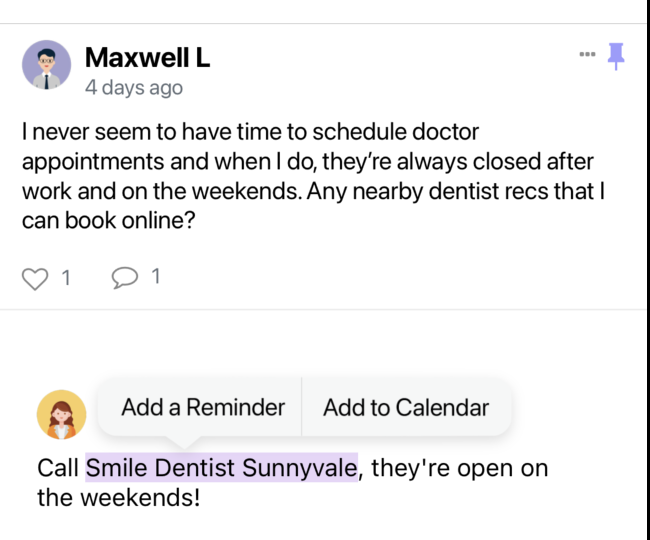 Maxwell L
4 days ago
I never seem to have time to schedule doctor
appointments and when I do, they’re always closed after
work and on the weekends. Any nearby dentist recs that I
can book online?
1 1
Add a Reminder Add to Calendar
Call Smile Dentist Sunnyvale, they're open on
the weekends!